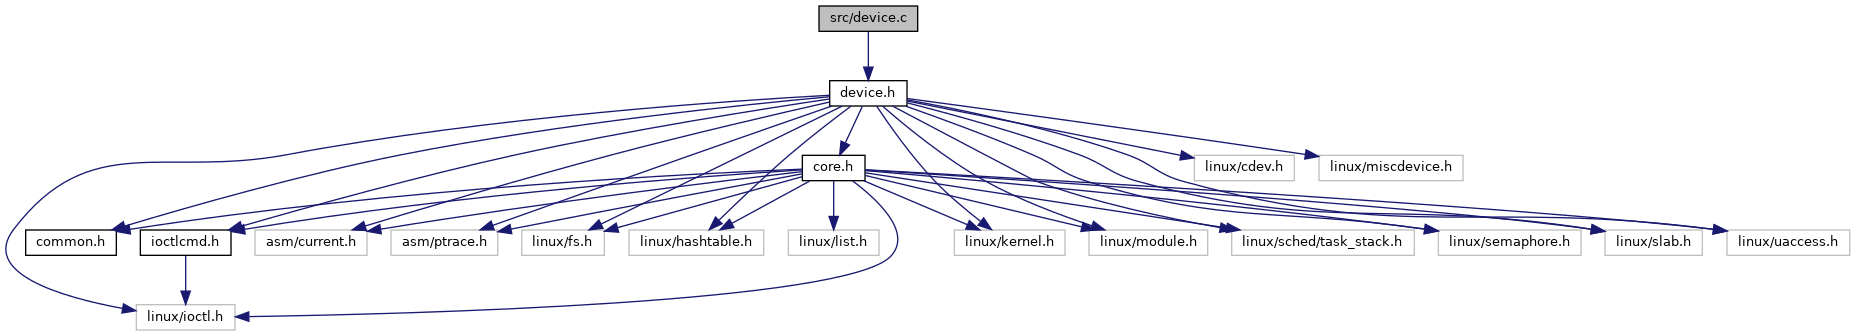 src/device.c
device.h
core.h
linux/cdev.h
linux/miscdevice.h
common.h
ioctlcmd.h
asm/current.h
asm/ptrace.h
linux/fs.h
linux/hashtable.h
linux/list.h
linux/kernel.h
linux/module.h
linux/sched/task_stack.h
linux/semaphore.h
linux/slab.h
linux/uaccess.h
linux/ioctl.h